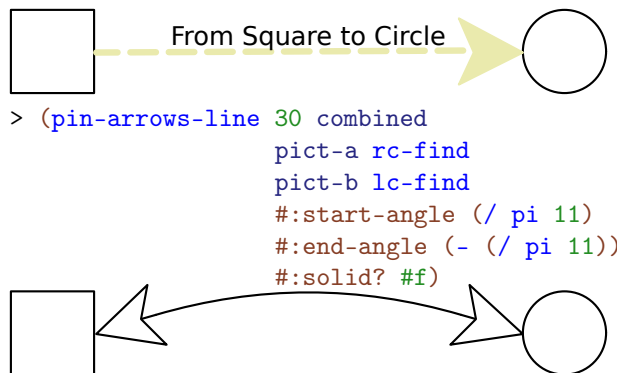 From Square to Circle
> (pin-arrows-line 30 combined
pict-a rc-find
pict-b lc-find
#:start-angle (/ pi 11)
#:end-angle (- (/ pi 11))
#:solid? #f)